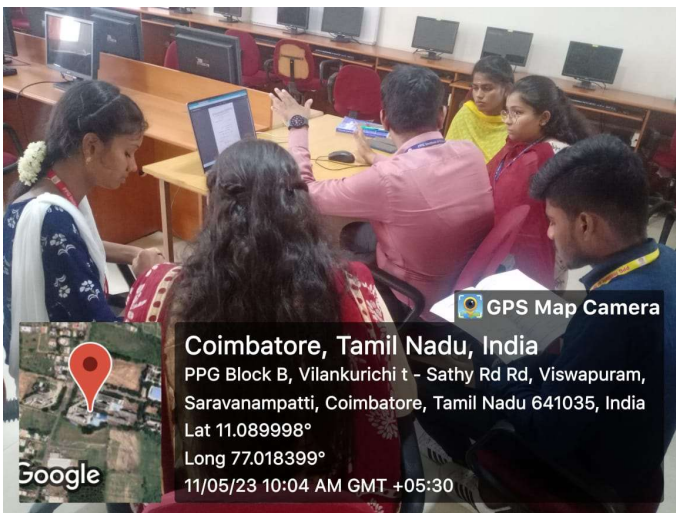 GPS Map Camera
Coimbatore, Tamil Nadu, India
PPG Block B, Vilankurichi t - Sathy Rd Rd, Viswapuram,
Saravanampatti, Coimbatore, Tamil Nadu 641035, India
Lat 11.089998°
Long 77.018399°
11/05/23 10:04 AM GMT +05:30
Google